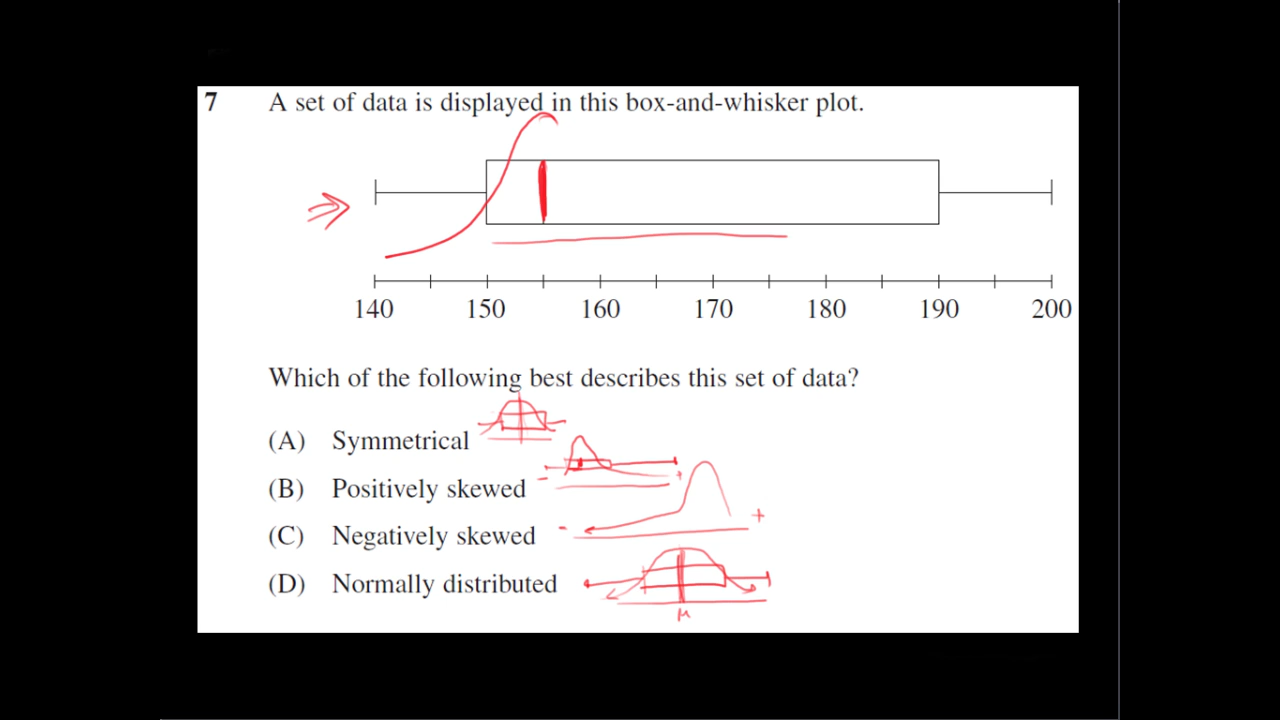 7 A set of data is displayed in this box-and-whisker plot.
140 150 160 170 180 190 200
Which of the following best describes this set of data?
(A) Symmetrical
(B) Positively skewed
- +
(C) Negatively skewed
- +
(D) Normally distributed
μ